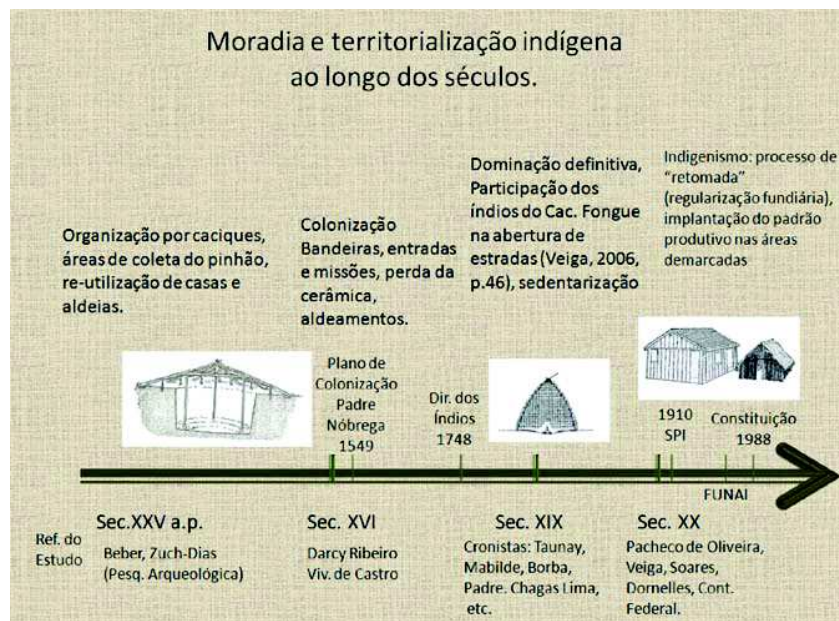 Moradia e territorialização indígena
ao longo dos séculos.
Organização por caciques,
áreas de coleta do pinhão,
re-utilização de casas e
aldeias.
Colonização
Bandeiras, entradas
e missões, perda da
cerâmica,
aldeamentos.
Dominação definitiva,
Participação dos
índios do Cac. Fongue
na abertura de
estradas (Veiga, 2006,
p.46), sedentarização
Indigenismo: processo de
“retomada”
(regularização fundiária),
implantação do padrão
produtivo nas áreas
demarcadas
Plano de
Colonização
Padre
Nóbrega
1549
Dir. dos
Índios
1748
1910
SPI
Constituição
1988
FUNAI
Ref. do
Estudo
Sec.XXV a.p.
Beber, Zuch-Dias
(Pesq. Arqueológica)
Sec. XVI
Darcy Ribeiro
Viv. de Castro
Sec. XIX
Cronistas: Taunay,
Mabilde, Borba,
Padre. Chagas Lima,
etc.
Sec. XX
Pacheco de Oliveira,
Veiga, Soares,
Dornelles, Cont.
Federal.